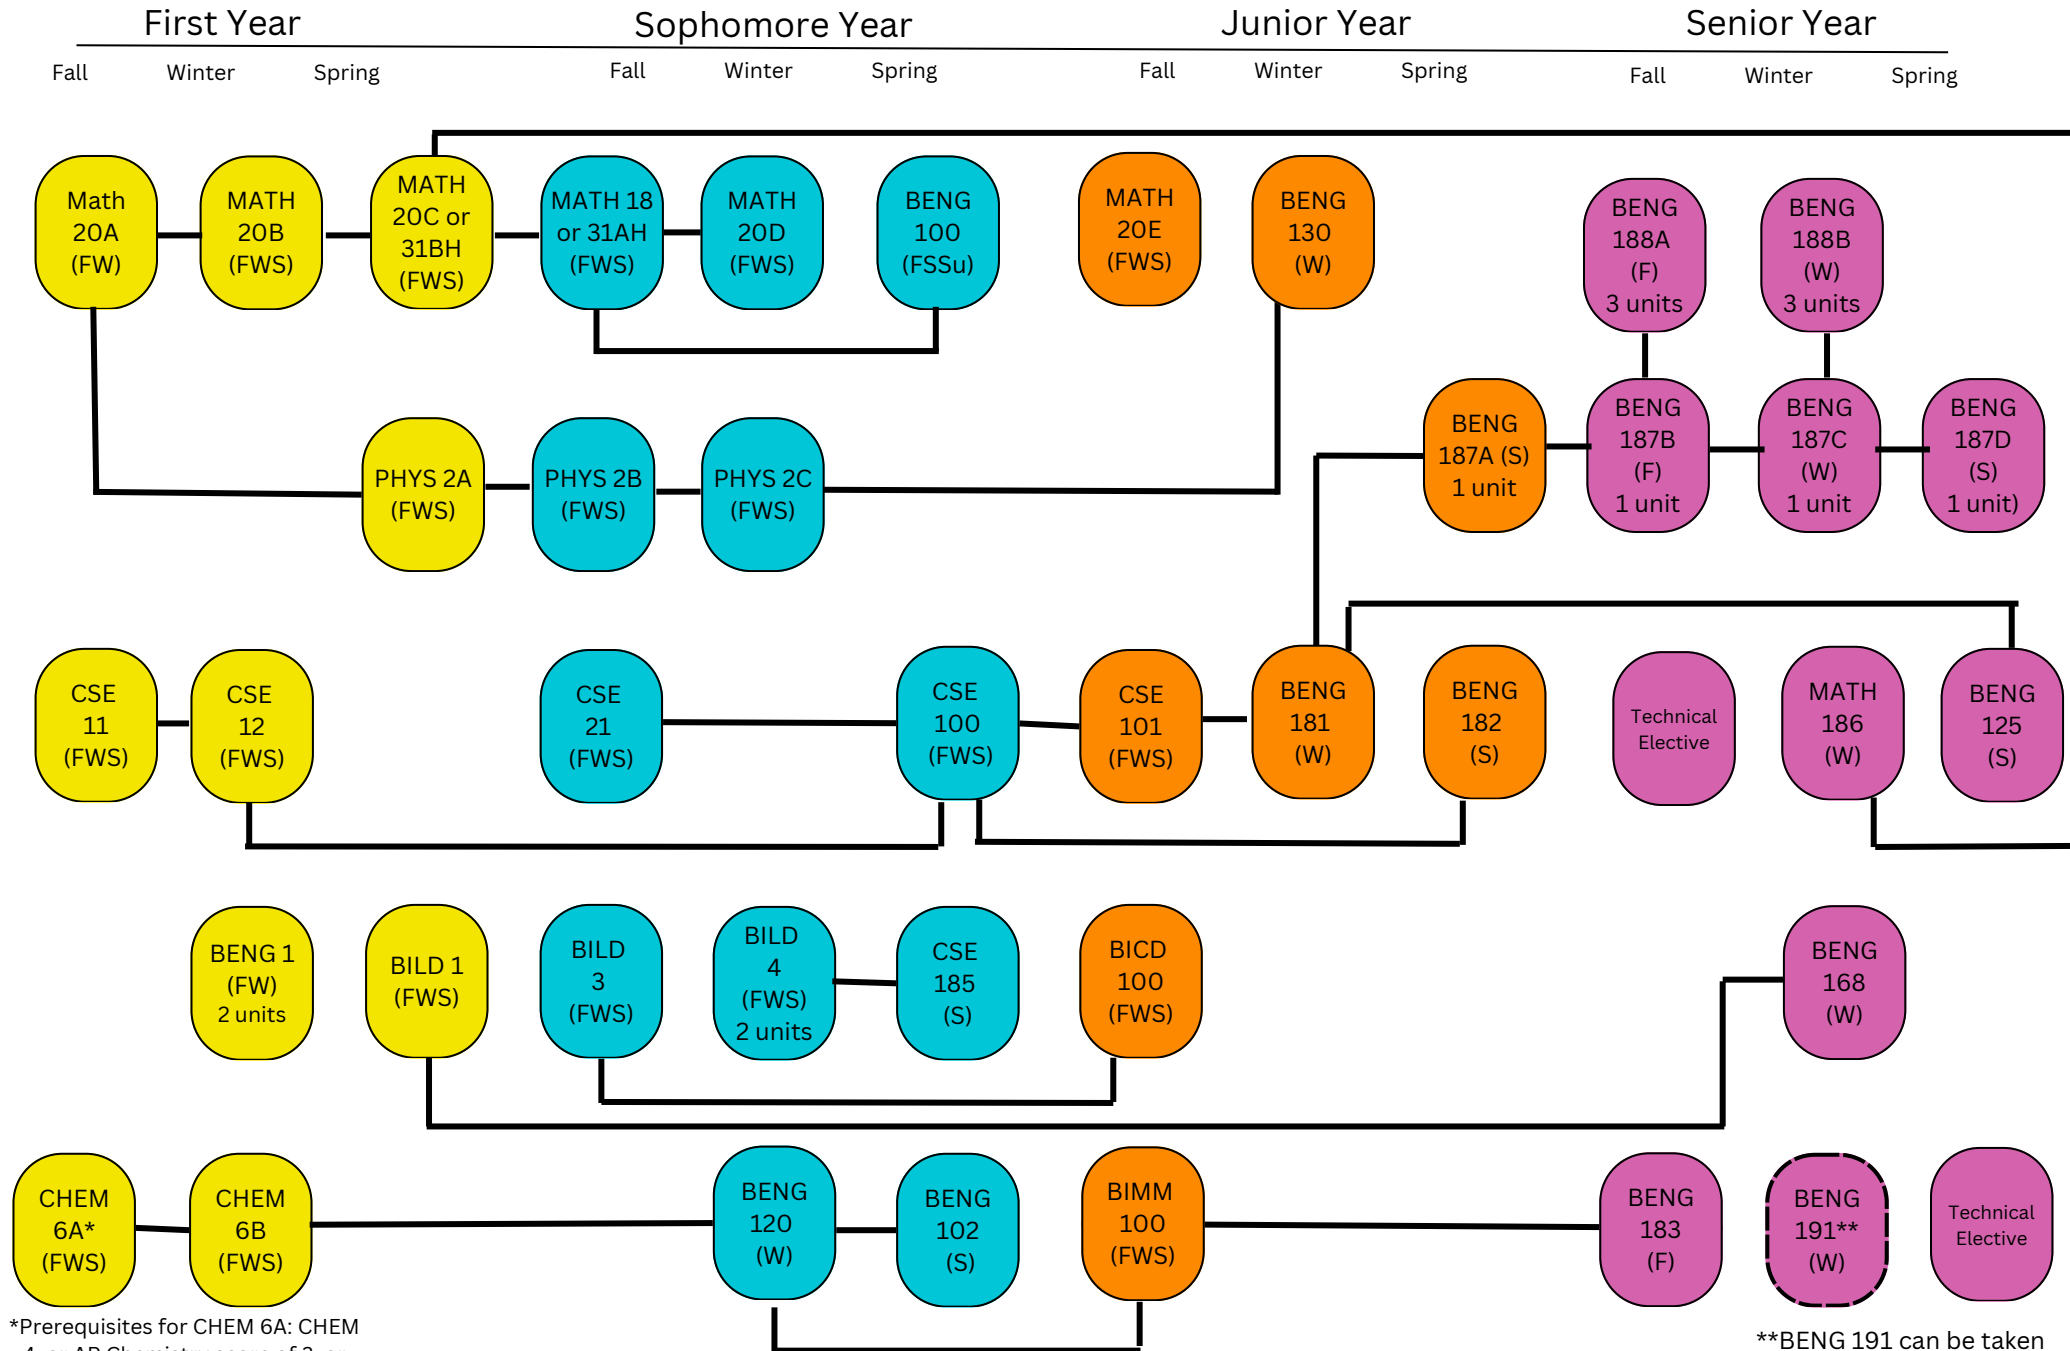 First Year
Sophomore Year
Junior Year
Senior Year
Fall
Winter
Spring
Fall
Winter
Spring
Fall
Winter
Spring
Fall
Winter
Spring
Math
20A
(FW)
MATH
20B
(FWS)
MATH
20C or
31BH
(FWS)
MATH 18
or 31AH
(FWS)
MATH
20D
(FWS)
BENG
100
(FSSu)
MATH
20E
(FWS)
BENG
130
(W)
BENG
188A
(F)
3 units
BENG
188B
(W)
3 units
PHYS 2A
(FWS)
PHYS 2B
(FWS)
PHYS 2C
(FWS)
BENG
187A (S)
1 unit
BENG
187B
(F)
1 unit
BENG
187C
(W)
1 unit
BENG
187D
(S)
1 unit)
CSE
11
(FWS)
CSE
12
(FWS)
CSE
21
(FWS)
CSE
100
(FWS)
CSE
101
(FWS)
BENG
181
(W)
BENG
182
(S)
Technical
Elective
MATH
186
(W)
BENG
125
(S)
BENG 1
(FW)
2 units
BILD 1
(FWS)
BILD
3
(FWS)
BILD
4
(FWS)
2 units
CSE
185
(S)
BICD
100
(FWS)
BENG
168
(W)
CHEM
6A*
(FWS)
CHEM
6B
(FWS)
BENG
120
(W)
BENG
102
(S)
BIMM
100
(FWS)
BENG
183
(F)
BENG
191**
(W)
Technical
Elective
*Prerequisites for CHEM 6A: CHEM
4, or AP Chemistry score of 3, or
**BENG 191 can be taken